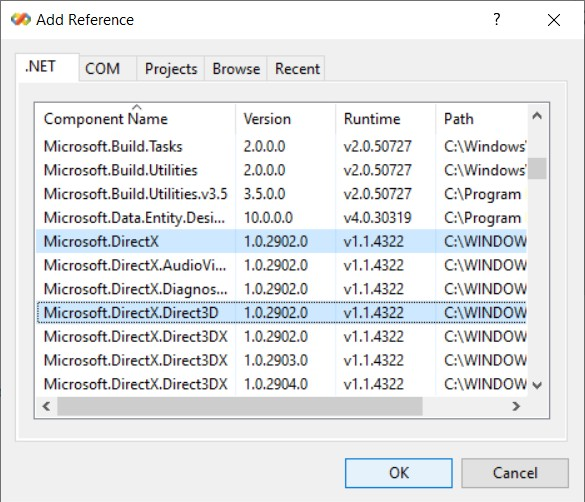 Add Reference
.NET COM Projects Browse Recent
Component Name Version Runtime Path
Microsoft.Build.Tasks 2.0.0.0 v2.0.50727 C:\Windows\
Microsoft.Build.Utilities 2.0.0.0 v2.0.50727 C:\Windows\
Microsoft.Build.Utilities.v3.5 3.5.0.0 v2.0.50727 C:\Program
Microsoft.Data.Entity.Desi... 10.0.0.0 v4.0.30319 C:\Program
Microsoft.DirectX 1.0.2902.0 v1.1.4322 C:\WINDOW
Microsoft.DirectX.AudioVi... 1.0.2902.0 v1.1.4322 C:\WINDOW
Microsoft.DirectX.Diagnos... 1.0.2902.0 v1.1.4322 C:\WINDOW
Microsoft.DirectX.Direct3D 1.0.2902.0 v1.1.4322 C:\WINDOW
Microsoft.DirectX.Direct3DX 1.0.2902.0 v1.1.4322 C:\WINDOW
Microsoft.DirectX.Direct3DX 1.0.2903.0 v1.1.4322 C:\WINDOW
Microsoft.DirectX.Direct3DX 1.0.2904.0 v1.1.4322 C:\WINDOW
OK Cancel